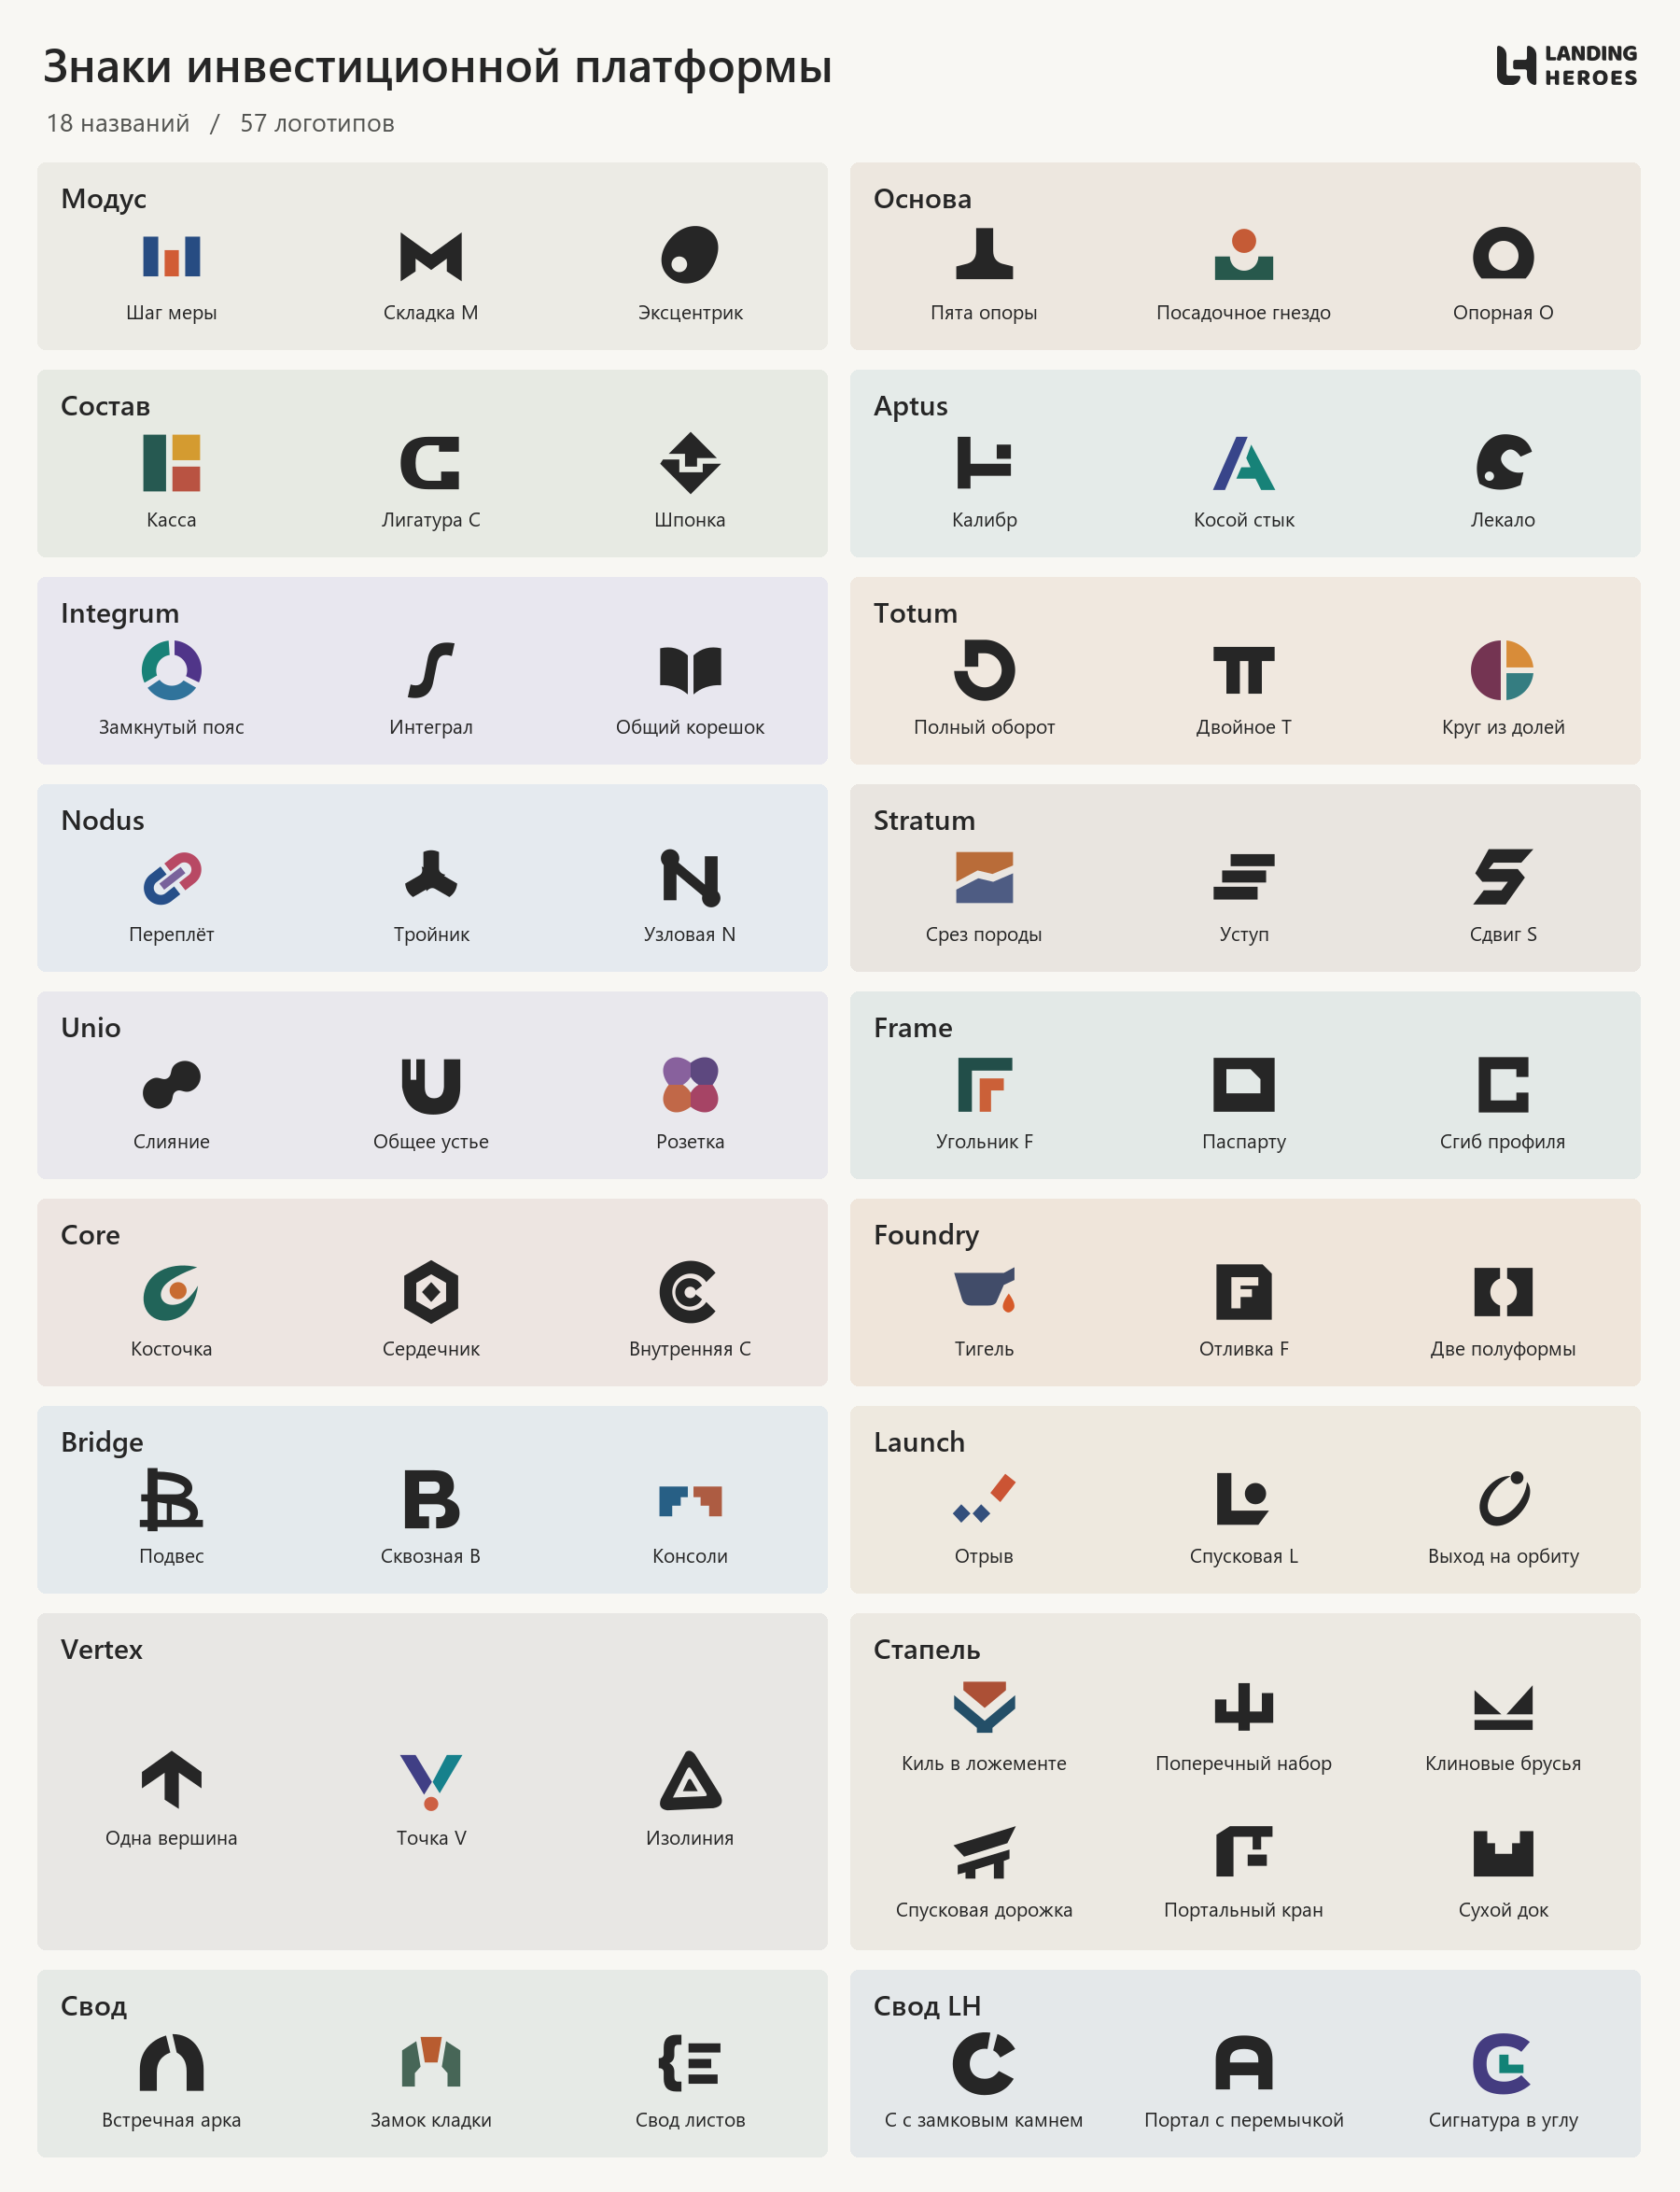 Знаки инвестиционной платформы
LANDING
HEROES
18 названий / 57 логотипов
Модус
Шаг меры
Складка М
Эксцентрик
Основа
Пята опоры
Посадочное гнездо
Опорная О
Состав
Касса
Лигатура С
Шпонка
Aptus
Калибр
Косой стык
Лекало
Integrum
Замкнутый пояс
Интеграл
Общий корешок
Totum
Полный оборот
Двойное Т
Круг из долей
Nodus
Переплёт
Тройник
Узловая N
Stratum
Срез породы
Уступ
Сдвиг S
Unio
Слияние
Общее устье
Розетка
Frame
Угольник F
Паспарту
Сгиб профиля
Core
Косточка
Сердечник
Внутренняя C
Foundry
Тигель
Отливка F
Две полуформы
Bridge
Подвес
Сквозная B
Консоли
Launch
Отрыв
Спусковая L
Выход на орбиту
Vertex
Одна вершина
Точка V
Изолиния
Стапель
Киль в ложементе
Поперечный набор
Клиновые брусья
Спусковая дорожка
Портальный кран
Сухой док
Свод
Встречная арка
Замок кладки
Свод листов
Свод LH
С с замковым камнем
Портал с перемычкой
Сигнатура в углу